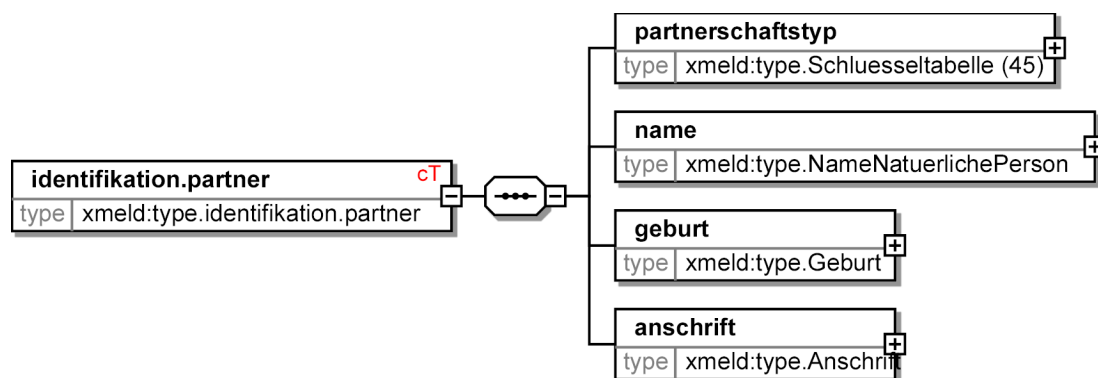 identifikation.partner cT
type xmeld:type.identifikation.partner
partnerschaftstyp
type xmeld:type.Schluesseltabelle (45)
name
type xmeld:type.NameNatuerlichePerson
geburt
type xmeld:type.Geburt
anschrift
type xmeld:type.Anschrift